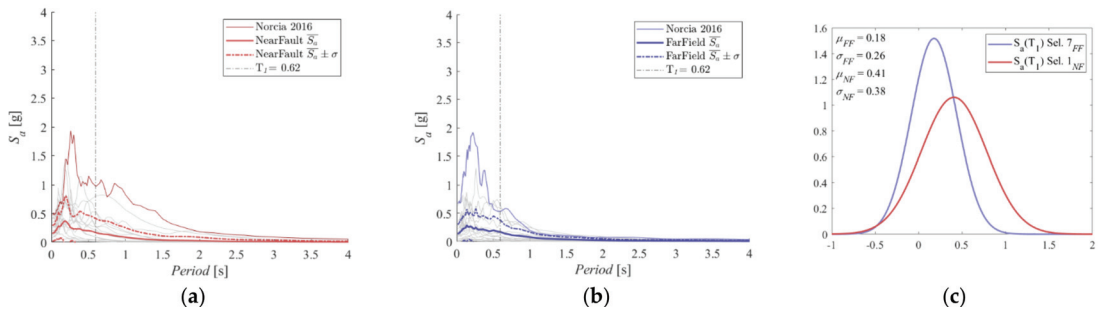 4
3.5
3
2.5
2
1.5
1
0.5
0
S_a [g]
0 0.5 1 1.5 2 2.5 3 3.5 4
Period [s]
Norcia 2016
NearFault S̅_a̅
NearFault S̅_a̅ ± σ
T_1 = 0.62
(a)
4
3.5
3
2.5
2
1.5
1
0.5
0
S_a [g]
0 0.5 1 1.5 2 2.5 3 3.5 4
Period [s]
Norcia 2016
FarField S̅_a̅
FarField S̅_a̅ ± σ
T_1 = 0.62
(b)
1.6
1.4
1.2
1
0.8
0.6
0.4
0.2
0
-1 -0.5 0 0.5 1 1.5 2
μ_FF = 0.18
σ_FF = 0.26
μ_NF = 0.41
σ_NF = 0.38
S_a(T_1) Sel. 7_FF
S_a(T_1) Sel. 1_NF
(c)